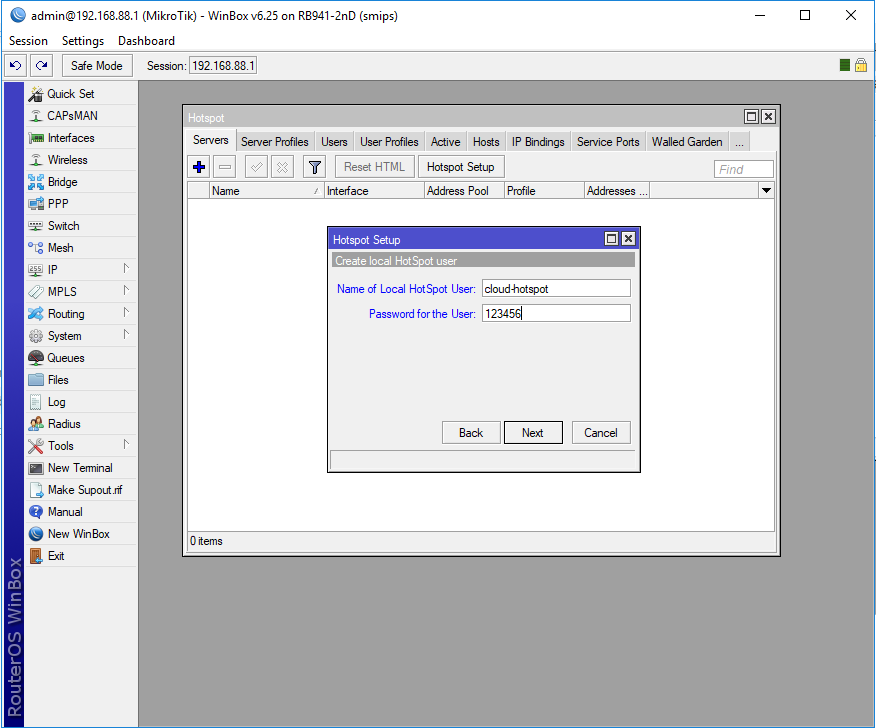 admin@192.168.88.1 (MikroTik) - WinBox v6.25 on RB941-2nD (smips)
Session Settings Dashboard
Safe Mode Session: 192.168.88.1
Quick Set
CAPsMAN
Interfaces
Wireless
Bridge
PPP
Switch
Mesh
IP
MPLS
Routing
System
Queues
Files
Log
Radius
Tools
New Terminal
Make Supout.rif
Manual
New WinBox
Exit
RouterOS WinBox
Hotspot
Servers Server Profiles Users User Profiles Active Hosts IP Bindings Service Ports Walled Garden ...
Reset HTML Hotspot Setup Find
Name / Interface Address Pool Profile Addresses ...
Hotspot Setup
Create local HotSpot user
Name of Local HotSpot User: cloud-hotspot
Password for the User: 123456
Back Next Cancel
0 items